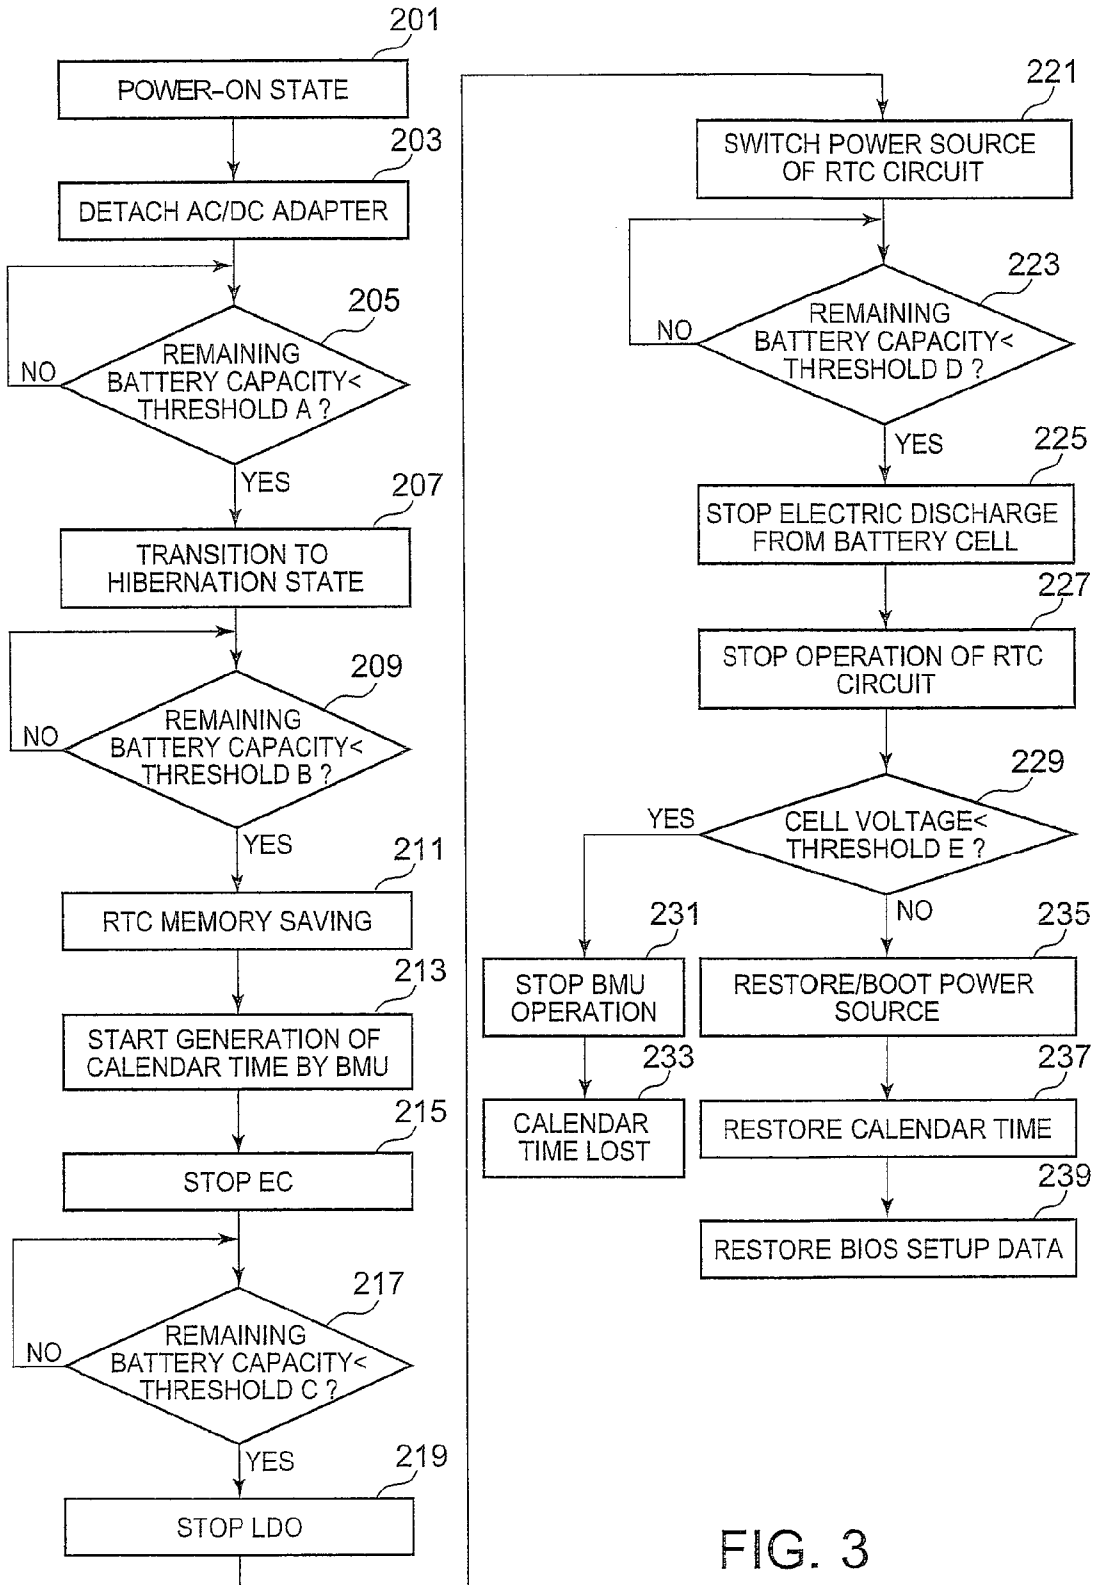 201
POWER-ON STATE
203
DETACH AC/DC ADAPTER
205
REMAINING
BATTERY CAPACITY<
THRESHOLD A ?
NO
YES
207
TRANSITION TO
HIBERNATION STATE
209
REMAINING
BATTERY CAPACITY<
THRESHOLD B ?
NO
YES
211
RTC MEMORY SAVING
213
START GENERATION OF
CALENDAR TIME BY BMU
215
STOP EC
217
REMAINING
BATTERY CAPACITY<
THRESHOLD C ?
NO
YES
219
STOP LDO
221
SWITCH POWER SOURCE
OF RTC CIRCUIT
223
REMAINING
BATTERY CAPACITY<
THRESHOLD D ?
NO
YES
225
STOP ELECTRIC DISCHARGE
FROM BATTERY CELL
227
STOP OPERATION OF RTC
CIRCUIT
229
CELL VOLTAGE<
THRESHOLD E ?
YES
NO
231
STOP BMU
OPERATION
233
CALENDAR
TIME LOST
235
RESTORE/BOOT POWER
SOURCE
237
RESTORE CALENDAR TIME
239
RESTORE BIOS SETUP DATA
FIG. 3